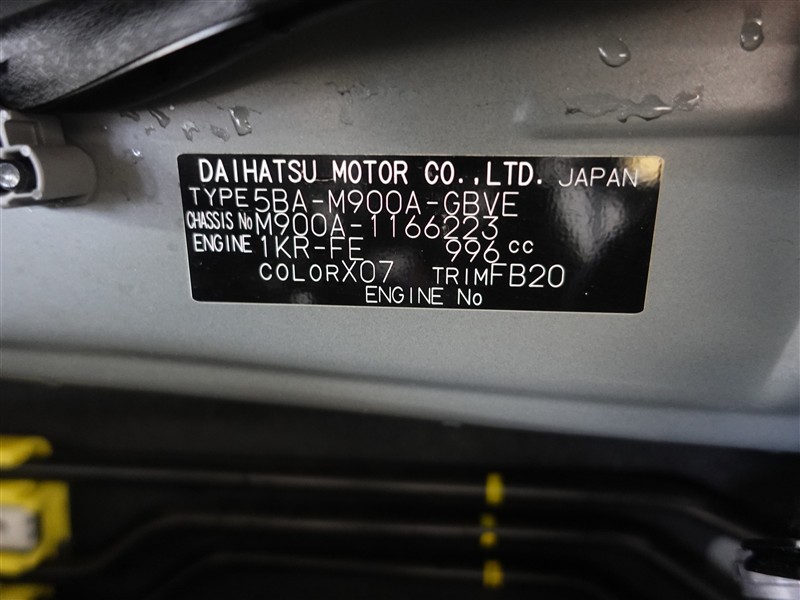 DAIHATSU MOTOR CO.,LTD. JAPAN
TYPE 5BA-M900A-GBVE
CHASSIS No M900A-1166223
ENGINE 1KR-FE 996 cc
COLOR X07 TRIM FB20
ENGINE No